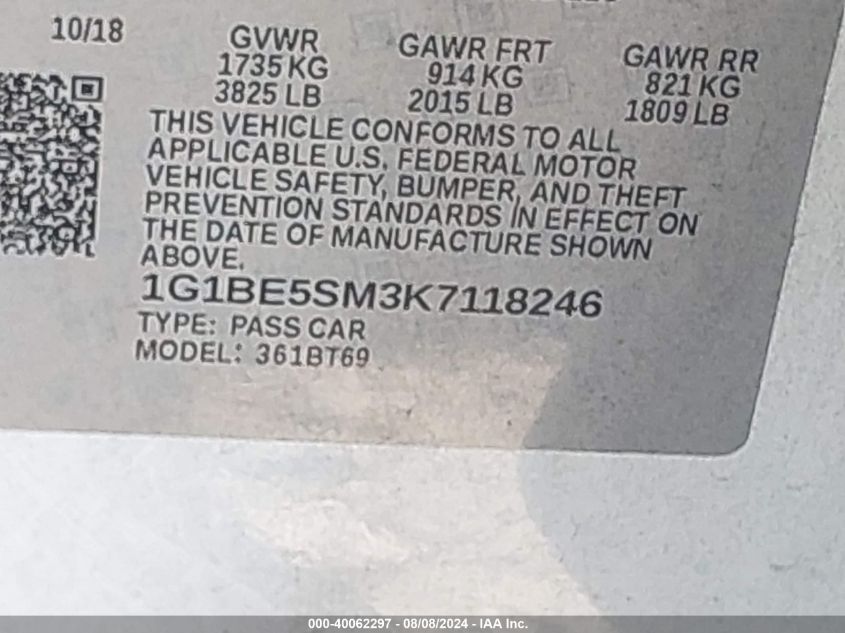 10/18 GVWR GAWR FRT GAWR RR
1735 KG 914 KG 821 KG
3825 LB 2015 LB 1809 LB
THIS VEHICLE CONFORMS TO ALL
APPLICABLE U.S. FEDERAL MOTOR
VEHICLE SAFETY, BUMPER, AND THEFT
PREVENTION STANDARDS IN EFFECT ON
THE DATE OF MANUFACTURE SHOWN
ABOVE.
1G1BE5SM3K7118246
TYPE: PASS CAR
MODEL: 361BT69
000-40062297 - 08/08/2024 - IAA Inc.